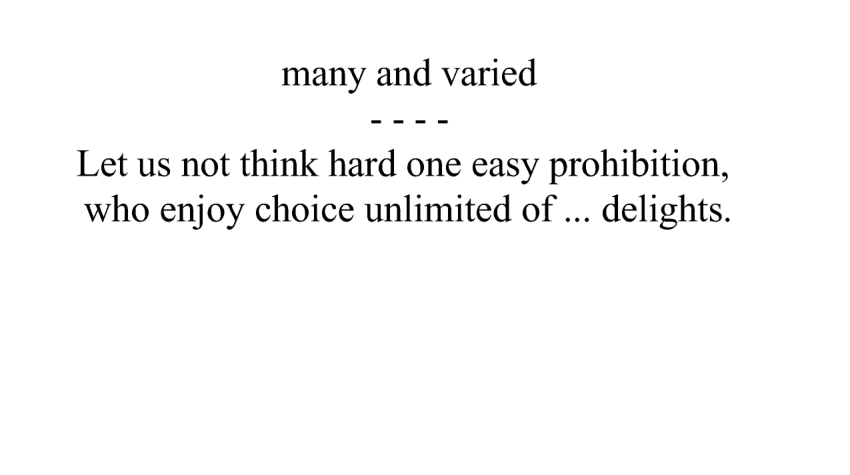 many and varied
- - - -
Let us not think hard one easy prohibition,
who enjoy choice unlimited of ... delights.